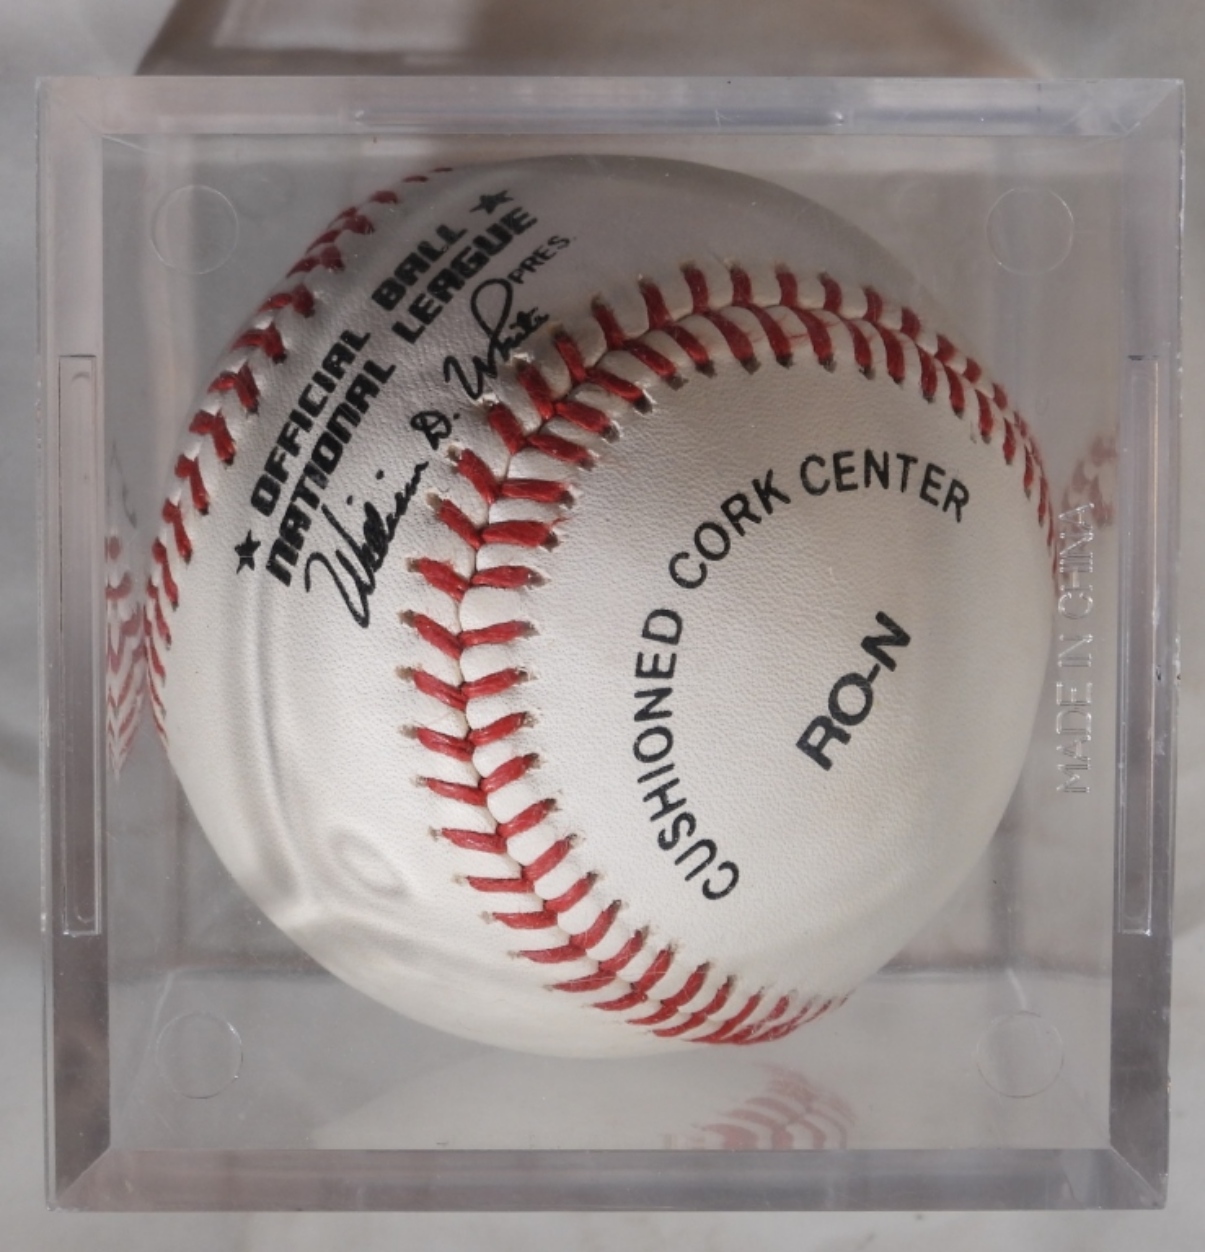 ★ OFFICIAL BALL ★
NATIONAL LEAGUE
William D. White PRES.
CUSHIONED CORK CENTER
RO-N
MADE IN CHINA